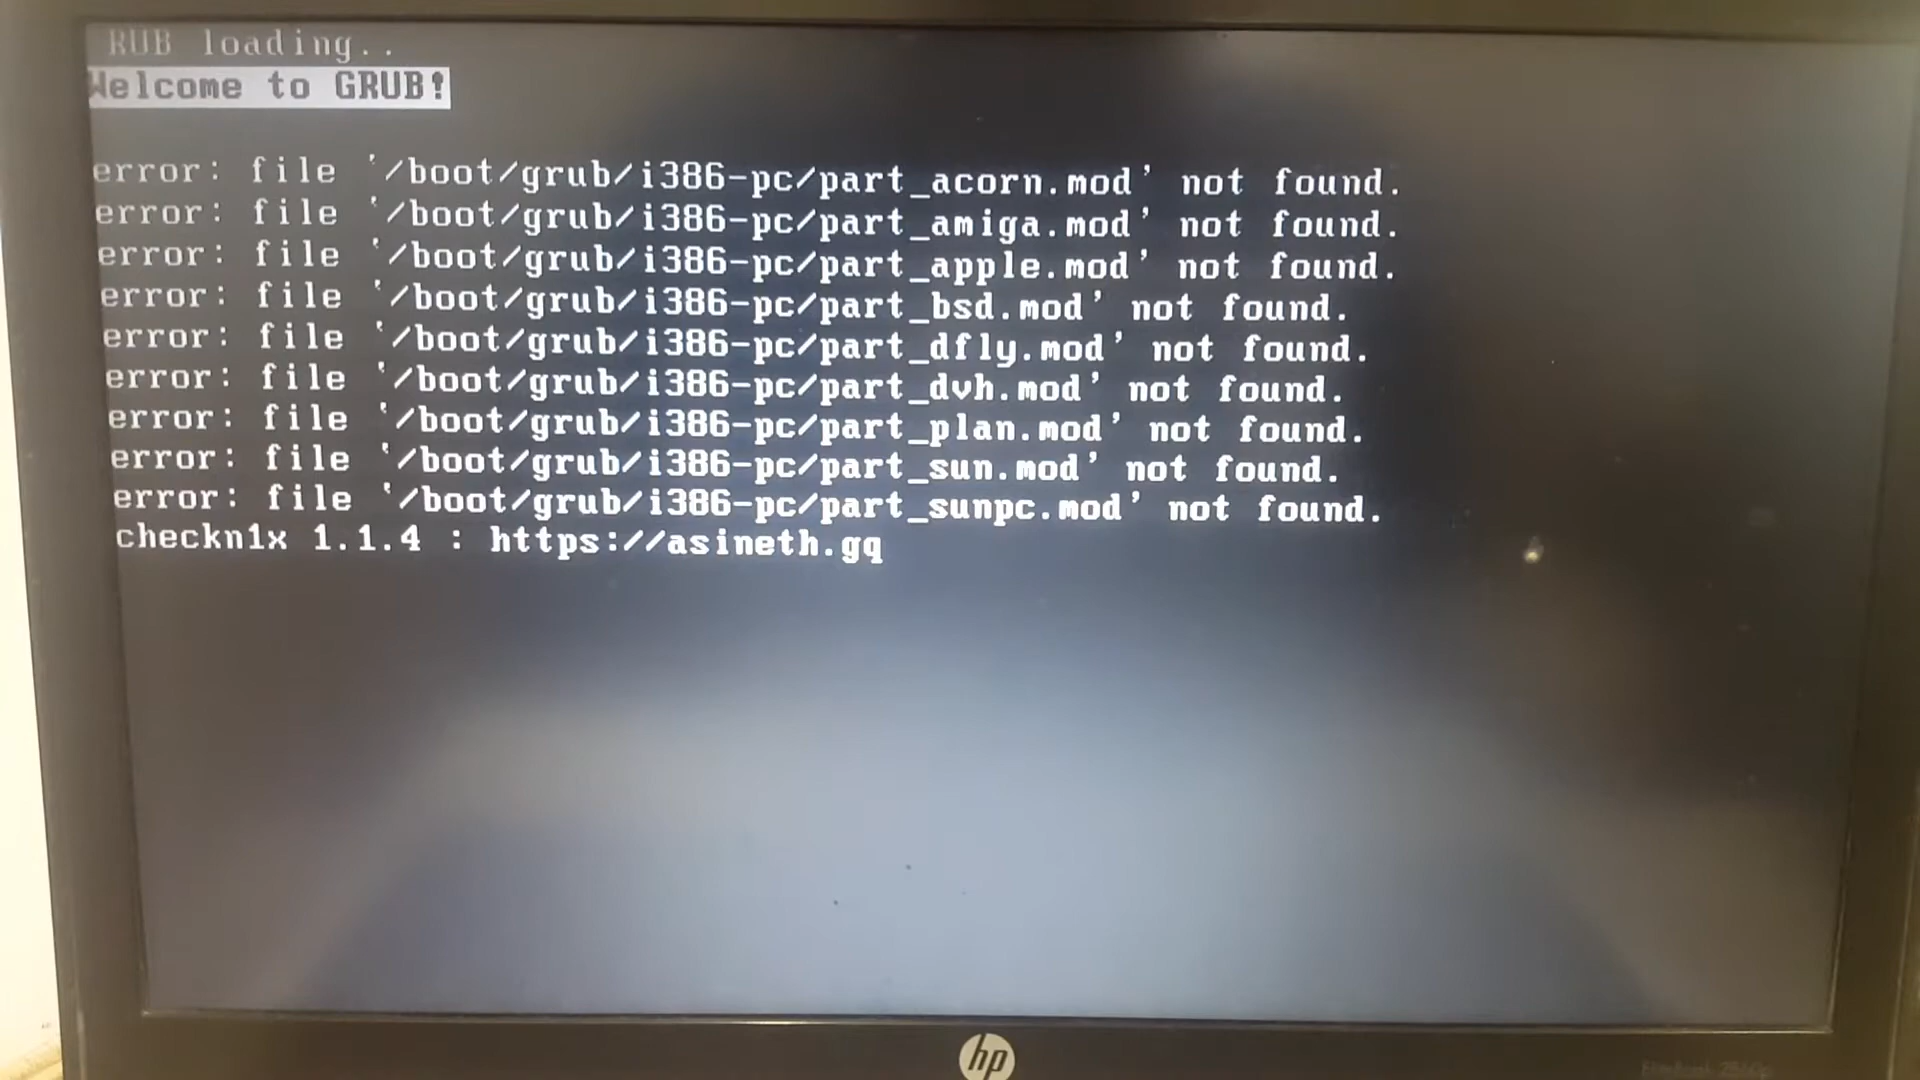 RUB loading..
Welcome to GRUB!
error: file '/boot/grub/i386-pc/part_acorn.mod' not found.
error: file '/boot/grub/i386-pc/part_amiga.mod' not found.
error: file '/boot/grub/i386-pc/part_apple.mod' not found.
error: file '/boot/grub/i386-pc/part_bsd.mod' not found.
error: file '/boot/grub/i386-pc/part_dfly.mod' not found.
error: file '/boot/grub/i386-pc/part_dvh.mod' not found.
error: file '/boot/grub/i386-pc/part_plan.mod' not found.
error: file '/boot/grub/i386-pc/part_sun.mod' not found.
error: file '/boot/grub/i386-pc/part_sunpc.mod' not found.
checkn1x 1.1.4 : https://asineth.gq
hp